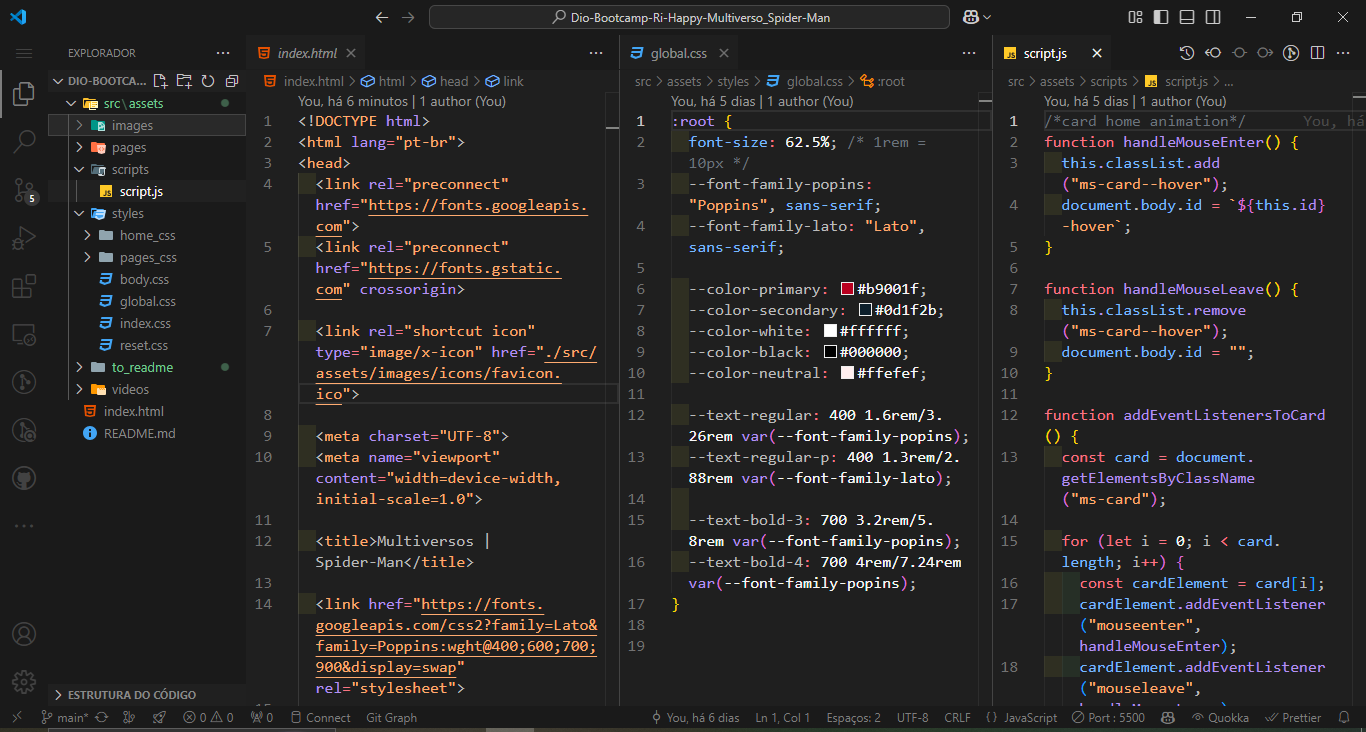 Dio-Bootcamp-Ri-Happy-Multiverso_Spider-Man
EXPLORADOR
DIO-BOOTCA...
src\assets
images
pages
scripts
script.js
styles
home_css
pages_css
body.css
global.css
index.css
reset.css
to_readme
videos
index.html
README.md
ESTRUTURA DO CÓDIGO
5
index.html
index.html > html > head > link
You, há 6 minutos | 1 author (You)
1 <!DOCTYPE html>
2 <html lang="pt-br">
3 <head>
4 <link rel="preconnect"
href="https://fonts.googleapis.
com">
5 <link rel="preconnect"
href="https://fonts.gstatic.
com" crossorigin>
6
7 <link rel="shortcut icon"
type="image/x-icon" href="./src/
assets/images/icons/favicon.
ico">
8
9 <meta charset="UTF-8">
10 <meta name="viewport"
content="width=device-width,
initial-scale=1.0">
11
12 <title>Multiversos |
Spider-Man</title>
13
14 <link href="https://fonts.
googleapis.com/css2?family=Lato&
family=Poppins:wght@400;600;700;
900&display=swap"
rel="stylesheet">
global.css
src > assets > styles > global.css > :root
You, há 5 dias | 1 author (You)
1 :root {
2 font-size: 62.5%; /* 1rem =
10px */
3 --font-family-popins:
"Poppins", sans-serif;
4 --font-family-lato: "Lato",
sans-serif;
5
6 --color-primary: #b9001f;
7 --color-secondary: #0d1f2b;
8 --color-white: #ffffff;
9 --color-black: #000000;
10 --color-neutral: #ffefef;
11
12 --text-regular: 400 1.6rem/3.
26rem var(--font-family-popins);
13 --text-regular-p: 400 1.3rem/2.
88rem var(--font-family-lato);
14
15 --text-bold-3: 700 3.2rem/5.
8rem var(--font-family-popins);
16 --text-bold-4: 700 4rem/7.24rem
var(--font-family-popins);
17 }
18
19
script.js
src > assets > scripts > script.js > ...
You, há 5 dias | 1 author (You)
1 /*card home animation*/ You, há
2 function handleMouseEnter() {
3 this.classList.add
("ms-card--hover");
4 document.body.id = `${this.id}
-hover`;
5 }
6
7 function handleMouseLeave() {
8 this.classList.remove
("ms-card--hover");
9 document.body.id = "";
10 }
11
12 function addEventListenersToCard
() {
13 const card = document.
getElementsByClassName
("ms-card");
14
15 for (let i = 0; i < card.
length; i++) {
16 const cardElement = card[i];
17 cardElement.addEventListener
("mouseenter",
handleMouseEnter);
18 cardElement.addEventListener
("mouseleave",
main* 0 0 0 Connect Git Graph You, há 6 dias Ln 1, Col 1 Espaços: 2 UTF-8 CRLF {} JavaScript Port : 5500 Quokka Prettier